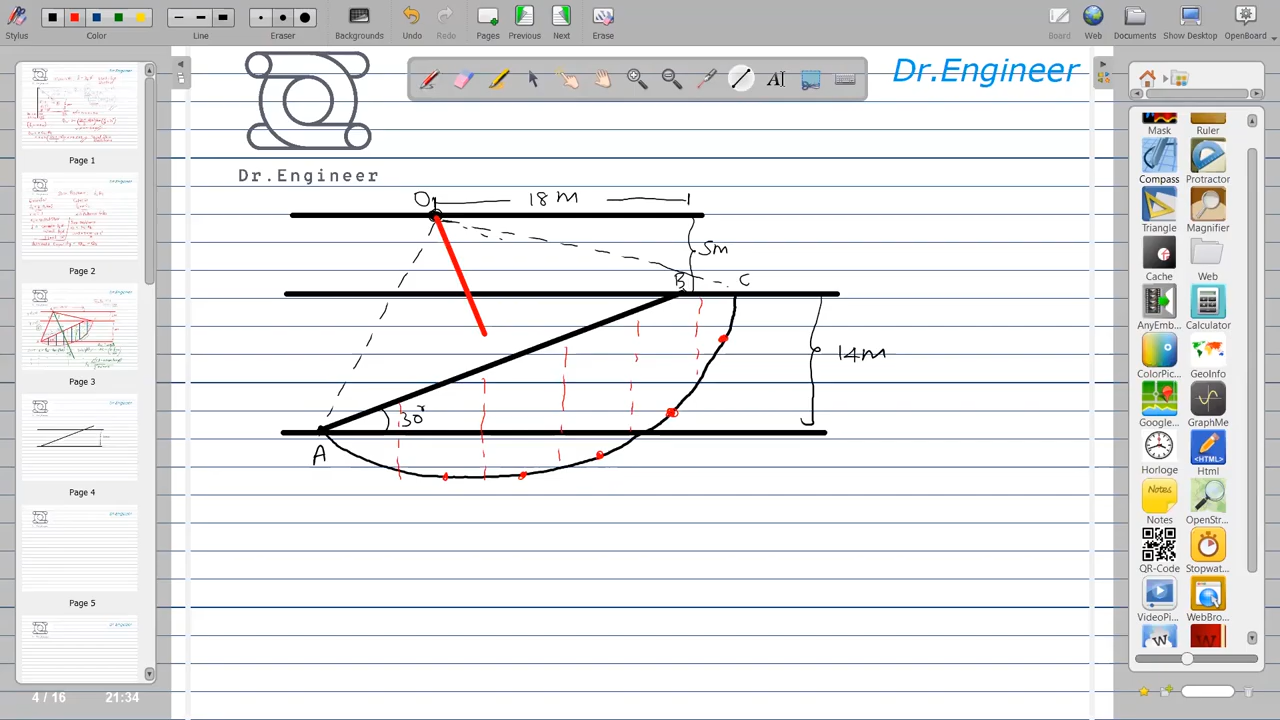 Stylus
Color
Line
Eraser
Backgrounds
Undo
Redo
Pages
Previous
Next
Erase
Board
Web
Documents
Show Desktop
OpenBoard
Dr.Engineer
Dr.Engineer
O
18 M
5m
B
C
14M
30°
A
Page 1
Page 2
Page 3
Page 4
Page 5
4 / 16
21:34
Mask
Ruler
Compass
Protractor
Triangle
Magnifier
Cache
Web
AnyEmb...
Calculator
ColorPic...
GeoInfo
Google...
GraphMe
Horloge
Html
<HTML>
Notes
Notes
OpenStr...
QR-Code
Stopwat...
VideoPi...
WebBro...